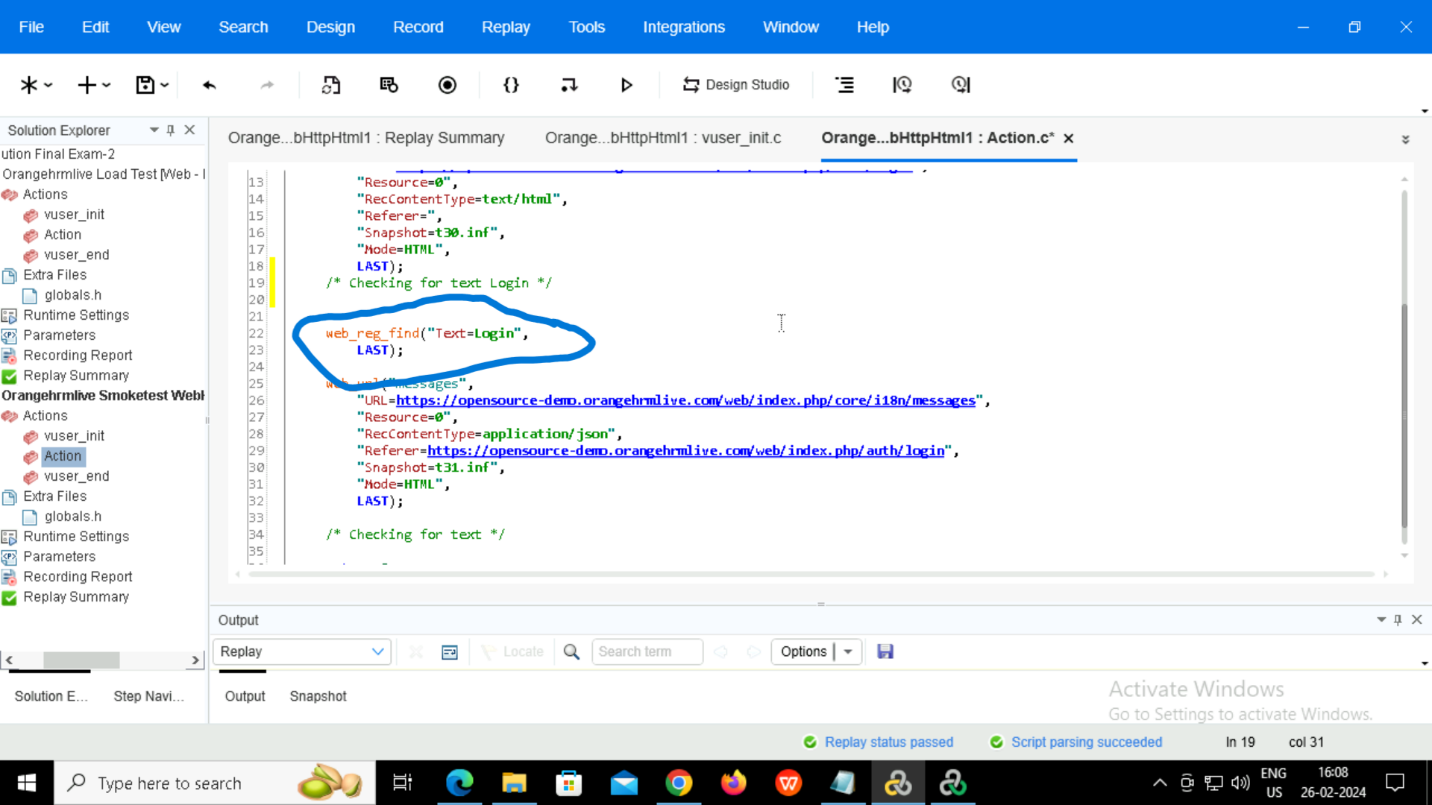 File Edit View Search Design Record Replay Tools Integrations Window Help
Design Studio
Solution Explorer
ution Final Exam-2
Orangehrmlive Load Test [Web - I
Actions
vuser_init
Action
vuser_end
Extra Files
globals.h
Runtime Settings
Parameters
Recording Report
Replay Summary
Orangehrmlive Smoketest WebH
Actions
vuser_init
Action
vuser_end
Extra Files
globals.h
Runtime Settings
Parameters
Recording Report
Replay Summary
Solution E... Step Navi...
Orange...bHttpHtml1 : Replay Summary Orange...bHttpHtml1 : vuser_init.c Orange...bHttpHtml1 : Action.c*
13 "Resource=0",
14 "RecContentType=text/html",
15 "Referer=",
16 "Snapshot=t30.inf",
17 "Mode=HTML",
18 LAST);
19 /* Checking for text Login */
20
21
22 web_reg_find("Text=Login",
23 LAST);
24
25 web_url("messages",
26 "URL=https://opensource-demo.orangehrmlive.com/web/index.php/core/i18n/messages",
27 "Resource=0",
28 "RecContentType=application/json",
29 "Referer=https://opensource-demo.orangehrmlive.com/web/index.php/auth/login",
30 "Snapshot=t31.inf",
31 "Mode=HTML",
32 LAST);
33
34 /* Checking for text */
35
Output
Replay Locate Search term Options
Output Snapshot
Activate Windows
Go to Settings to activate Windows.
Replay status passed Script parsing succeeded ln 19 col 31
Type here to search
ENG
US
16:08
26-02-2024